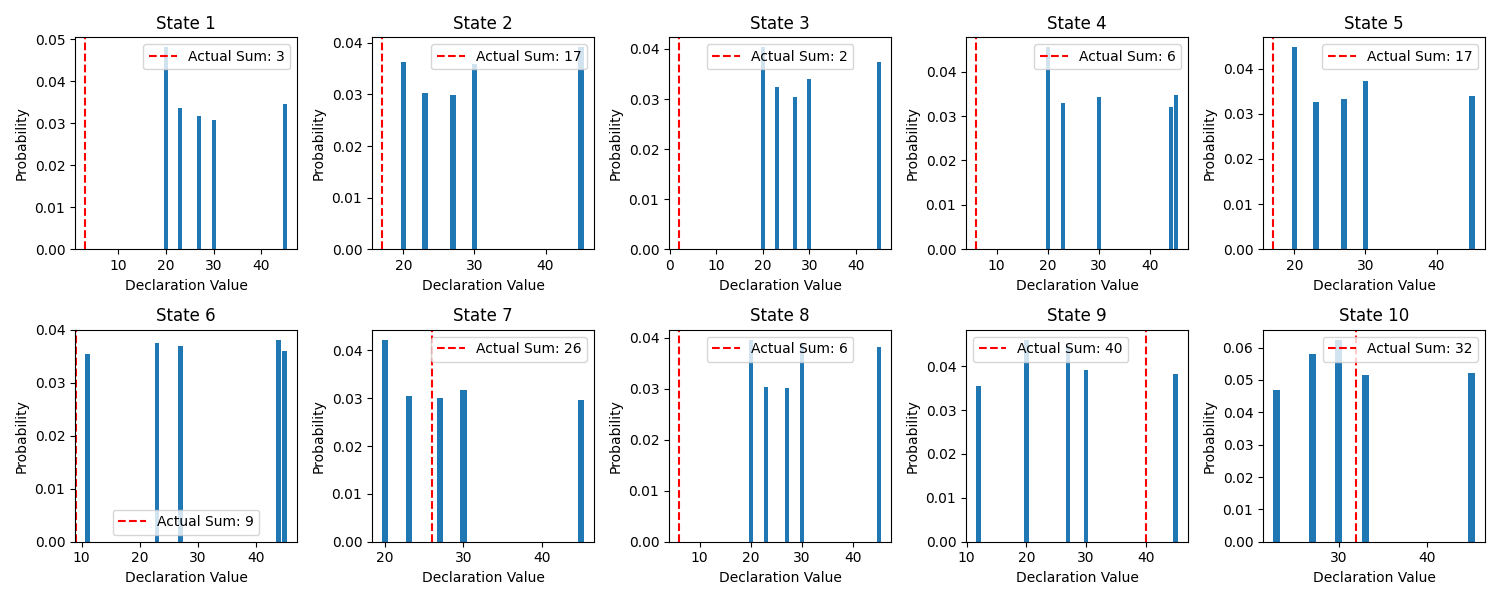 State 1
State 2
State 3
State 4
State 5
Actual Sum: 3
Actual Sum: 17
Actual Sum: 2
Actual Sum: 6
Actual Sum: 17
Probability
0.05
0.04
0.03
0.02
0.01
0.00
10 20 30 40
Declaration Value
Probability
0.04
0.03
0.02
0.01
0.00
20 30 40
Declaration Value
Probability
0.04
0.03
0.02
0.01
0.00
0 10 20 30 40
Declaration Value
Probability
0.04
0.03
0.02
0.01
0.00
10 20 30 40
Declaration Value
Probability
0.04
0.03
0.02
0.01
0.00
20 30 40
Declaration Value
State 6
State 7
State 8
State 9
State 10
Actual Sum: 9
Actual Sum: 26
Actual Sum: 6
Actual Sum: 40
Actual Sum: 32
Probability
0.04
0.03
0.02
0.01
0.00
10 20 30 40
Declaration Value
Probability
0.04
0.03
0.02
0.01
0.00
20 30 40
Declaration Value
Probability
0.04
0.03
0.02
0.01
0.00
10 20 30 40
Declaration Value
Probability
0.04
0.03
0.02
0.01
0.00
10 20 30 40
Declaration Value
Probability
0.06
0.05
0.04
0.03
0.02
0.01
0.00
30 40
Declaration Value